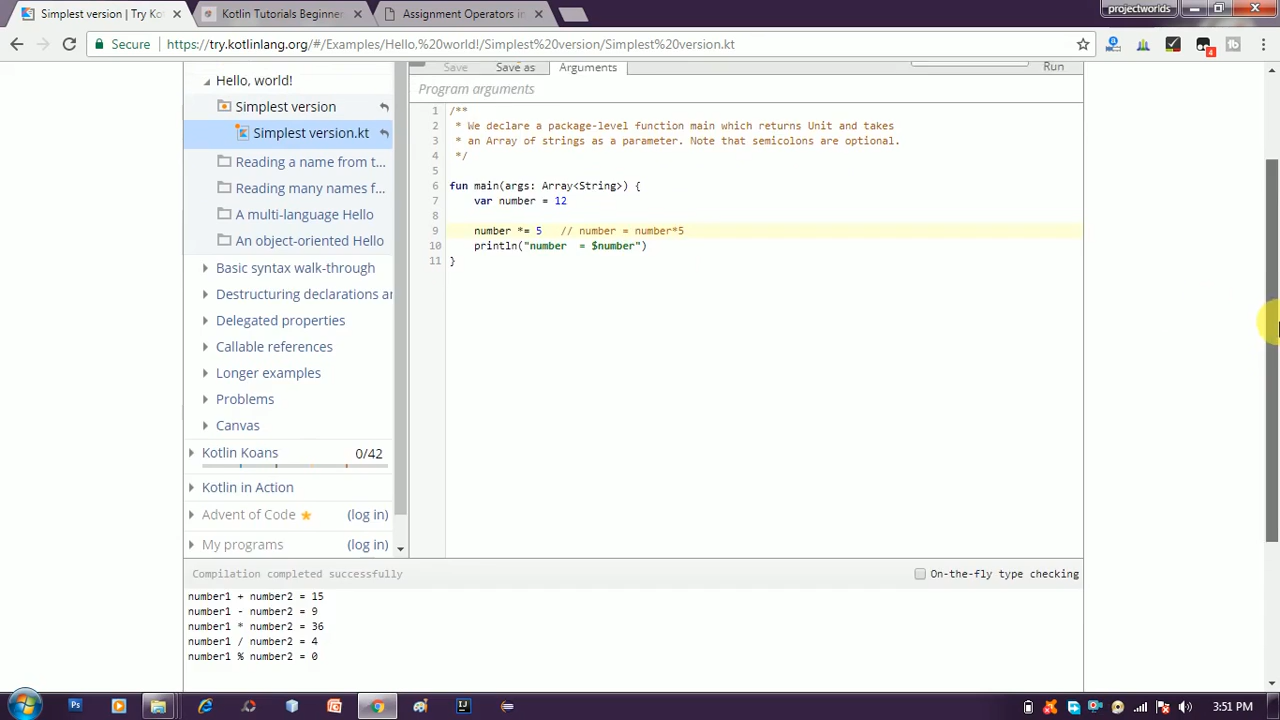 Simplest version | Try Ko
Kotlin Tutorials Beginner
Assignment Operators in
projectworlds
Secure
https://try.kotlinlang.org/#/Examples/Hello,%20world!/Simplest%20version/Simplest%20version.kt
4
Hello, world!
Simplest version
Simplest version.kt
Reading a name from t...
Reading many names f...
A multi-language Hello
An object-oriented Hello
Basic syntax walk-through
Destructuring declarations a
Delegated properties
Callable references
Longer examples
Problems
Canvas
Kotlin Koans 0/42
Kotlin in Action
Advent of Code (log in)
My programs (log in)
Save Save as Arguments Run
Program arguments
1 /**
2 * We declare a package-level function main which returns Unit and takes
3 * an Array of strings as a parameter. Note that semicolons are optional.
4 */
5
6 fun main(args: Array<String>) {
7 var number = 12
8
9 number *= 5 // number = number*5
10 println("number = $number")
11 }
Compilation completed successfully
On-the-fly type checking
number1 + number2 = 15
number1 - number2 = 9
number1 * number2 = 36
number1 / number2 = 4
number1 % number2 = 0
Ps
IJ
3:51 PM